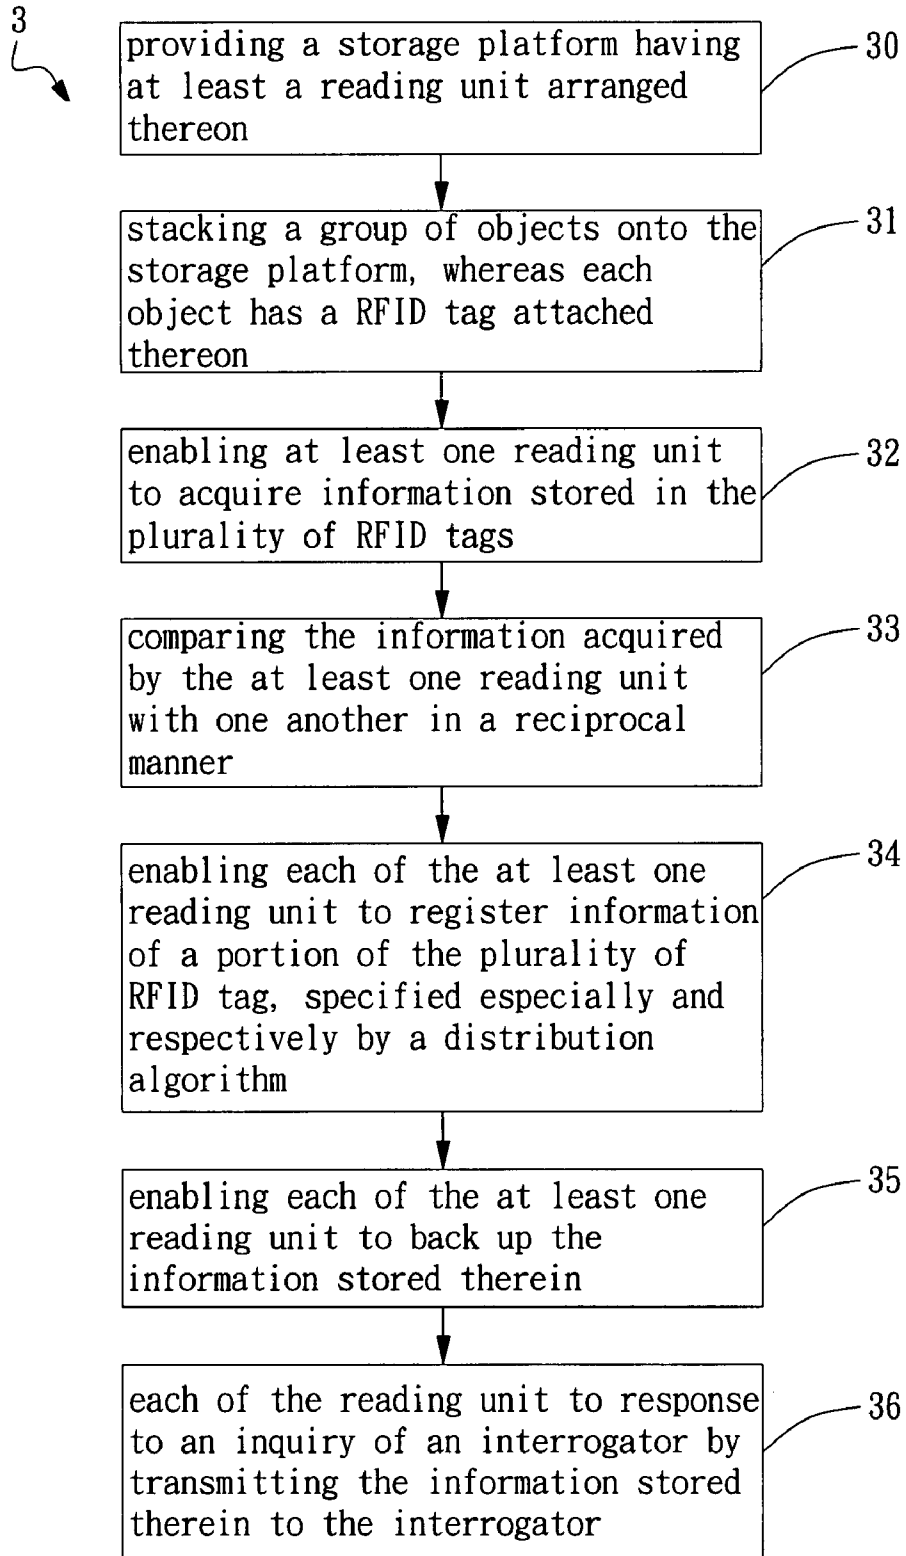 3
providing a storage platform having
at least a reading unit arranged
thereon
30
stacking a group of objects onto the
storage platform, whereas each
object has a RFID tag attached
thereon
31
enabling at least one reading unit
to acquire information stored in the
plurality of RFID tags
32
comparing the information acquired
by the at least one reading unit
with one another in a reciprocal
manner
33
enabling each of the at least one
reading unit to register information
of a portion of the plurality of
RFID tag, specified especially and
respectively by a distribution
algorithm
34
enabling each of the at least one
reading unit to back up the
information stored therein
35
each of the reading unit to response
to an inquiry of an interrogator by
transmitting the information stored
therein to the interrogator
36